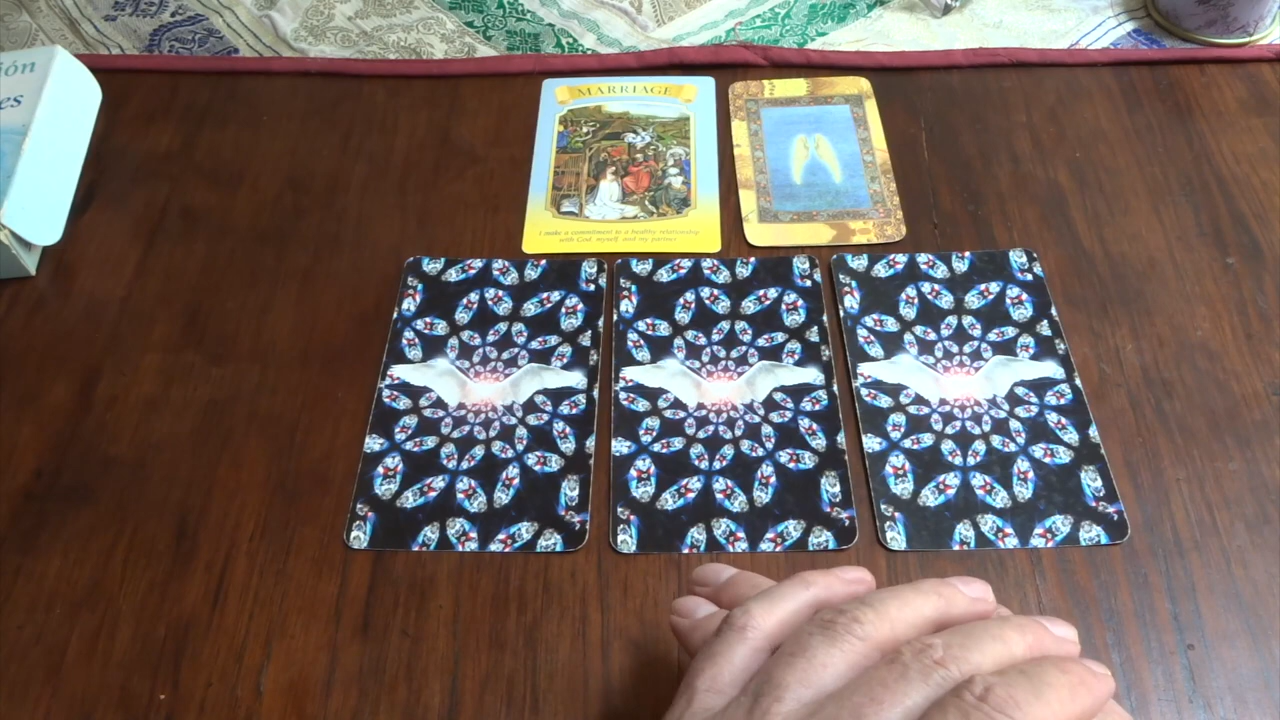 ión
es
MARRIAGE
I make a commitment to a healthy relationship
with God, myself, and my partner.